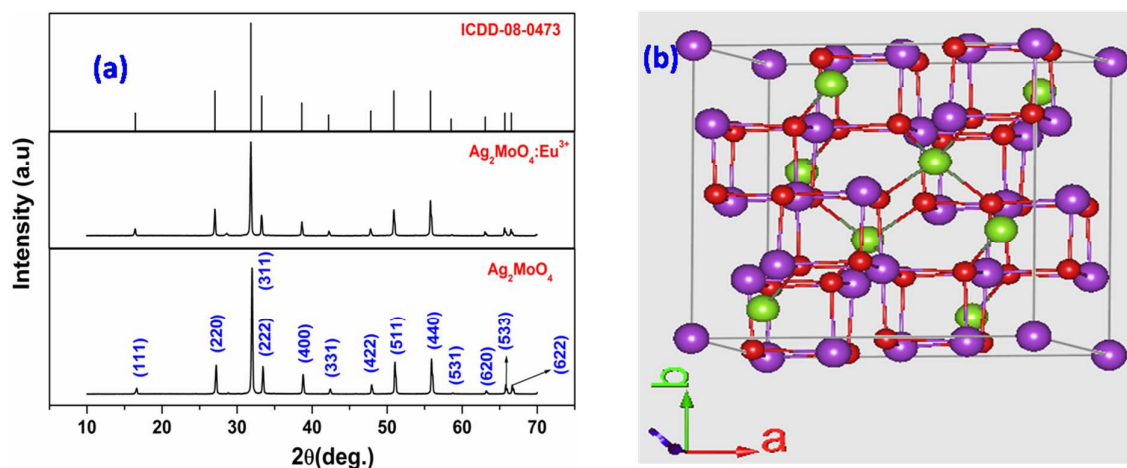 (a)
ICDD-08-0473
Ag₂MoO₄:Eu³⁺
Ag₂MoO₄
(111)
(220)
(311)
(222)
(400)
(331)
(422)
(511)
(440)
(531)
(620)
(533)
(622)
Intensity (a.u)
10 20 30 40 50 60 70
2θ(deg.)
(b)
b
a